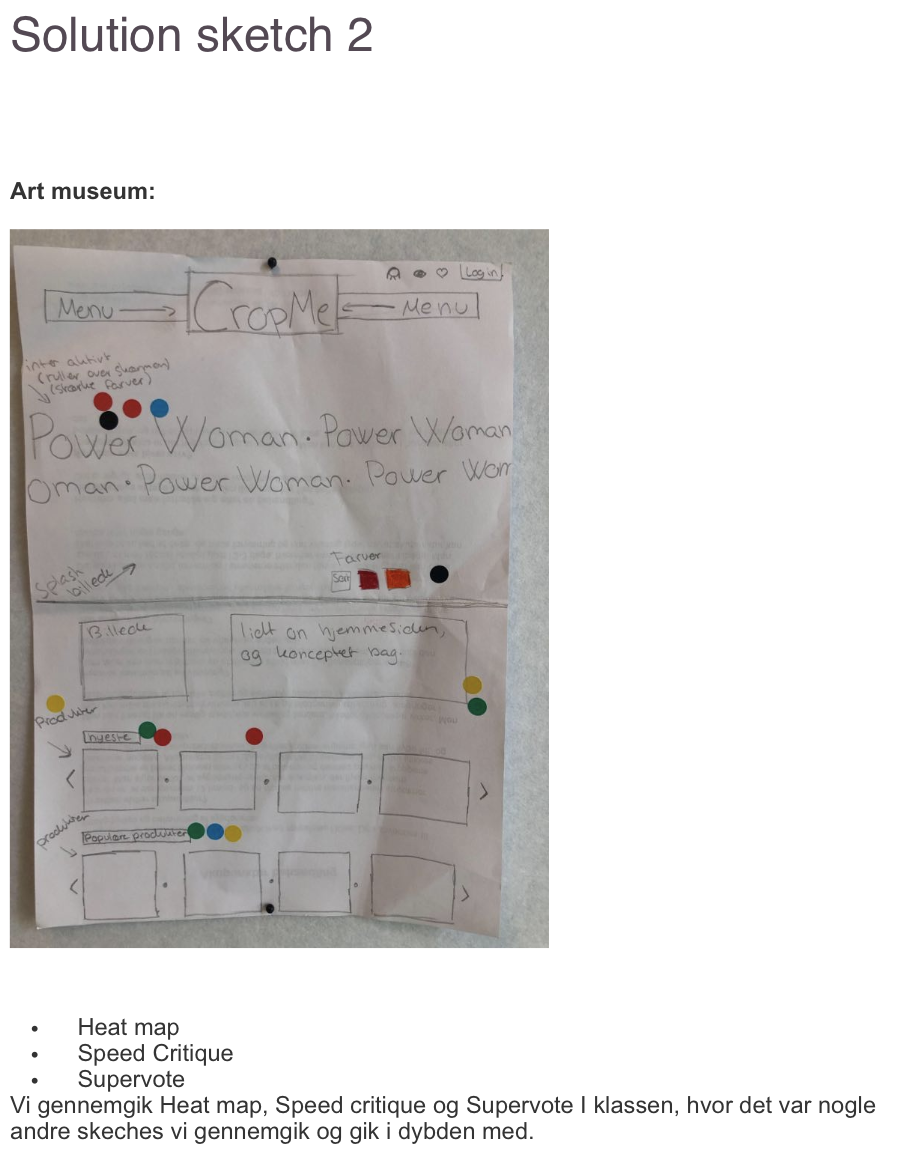 Solution sketch 2
Art museum:
Log in
Menu
CropMe
Menu
inter aktivt
(ruller over skærmen)
(stærke farver)
Power Woman. Power Woman
oman. Power Woman. Power Wom
Farver
Splash
billede
Billede
lidt om hjemmesiden,
og konceptet bag.
Produkter
nyeste
produkter
Populære produkter
• Heat map
• Speed Critique
• Supervote
Vi gennemgik Heat map, Speed critique og Supervote I klassen, hvor det var nogle
andre skeches vi gennemgik og gik i dybden med.